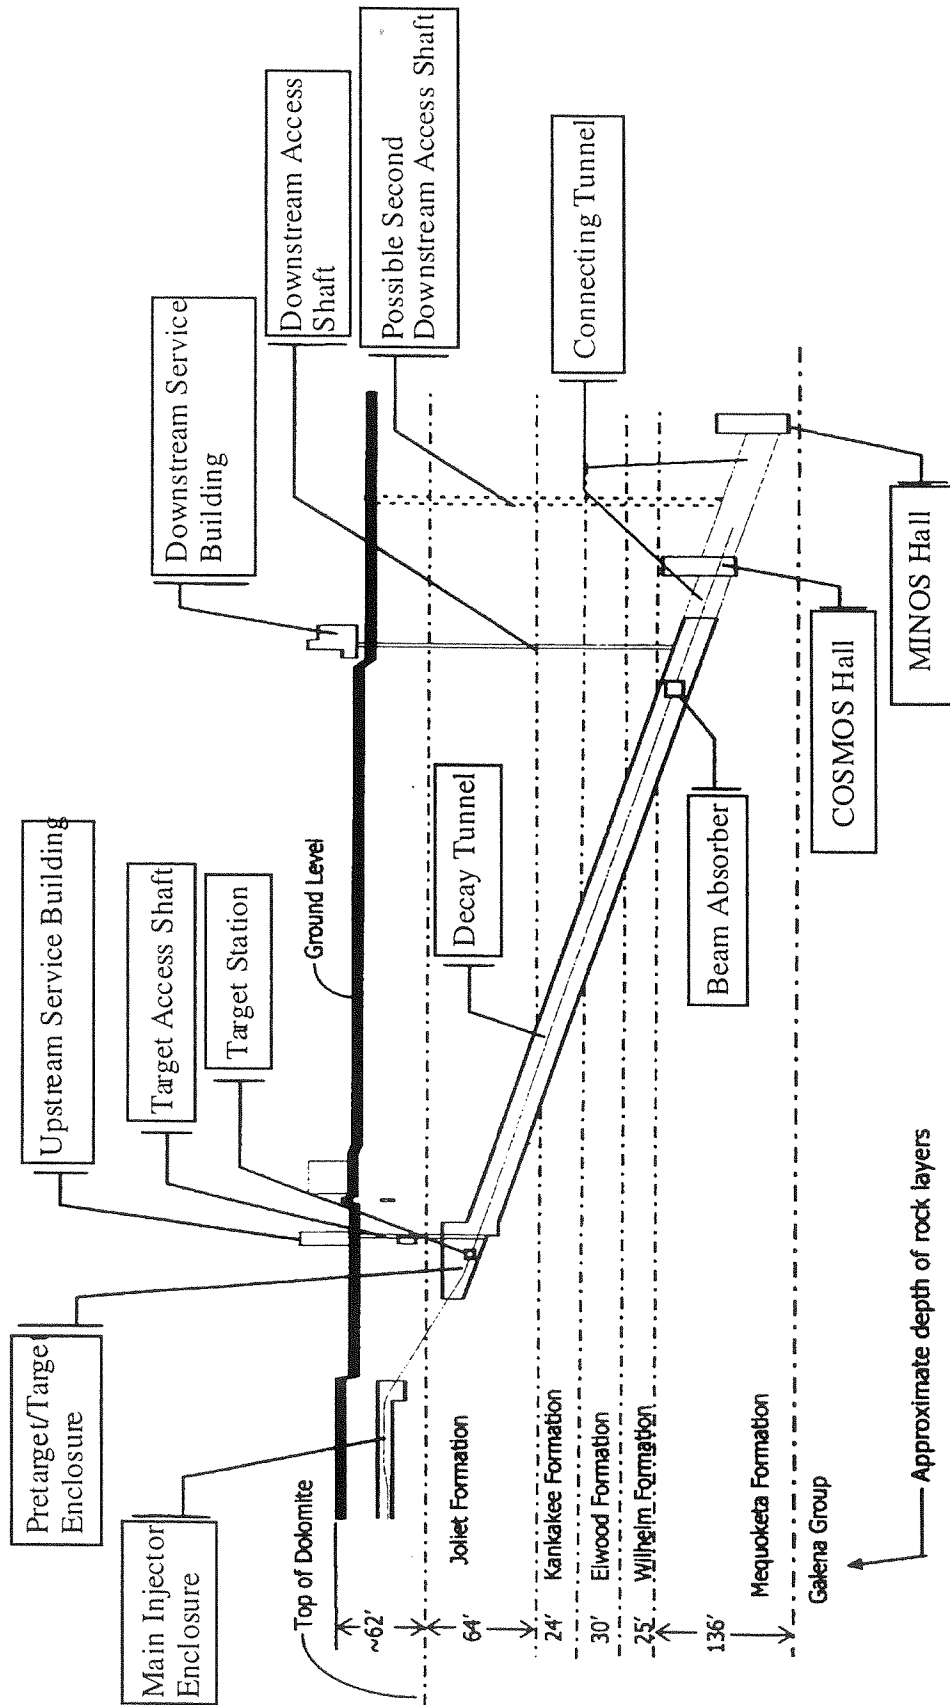 Main Injector
Enclosure
Pretarget/Target
Enclosure
Upstream Service Building
Target Access Shaft
Target Station
Downstream Service
Building
Downstream Access
Shaft
Possible Second
Downstream Access Shaft
Ground Level
Decay Tunnel
Connecting Tunnel
Beam Absorber
COSMOS Hall
MINOS Hall
Top of Dolomite
~62'
64'
Joliet Formation
24'
Kankakee Formation
30'
Elwood Formation
25'
Wilhelm Formation
136'
Mequoketa Formation
Galena Group
Approximate depth of rock layers